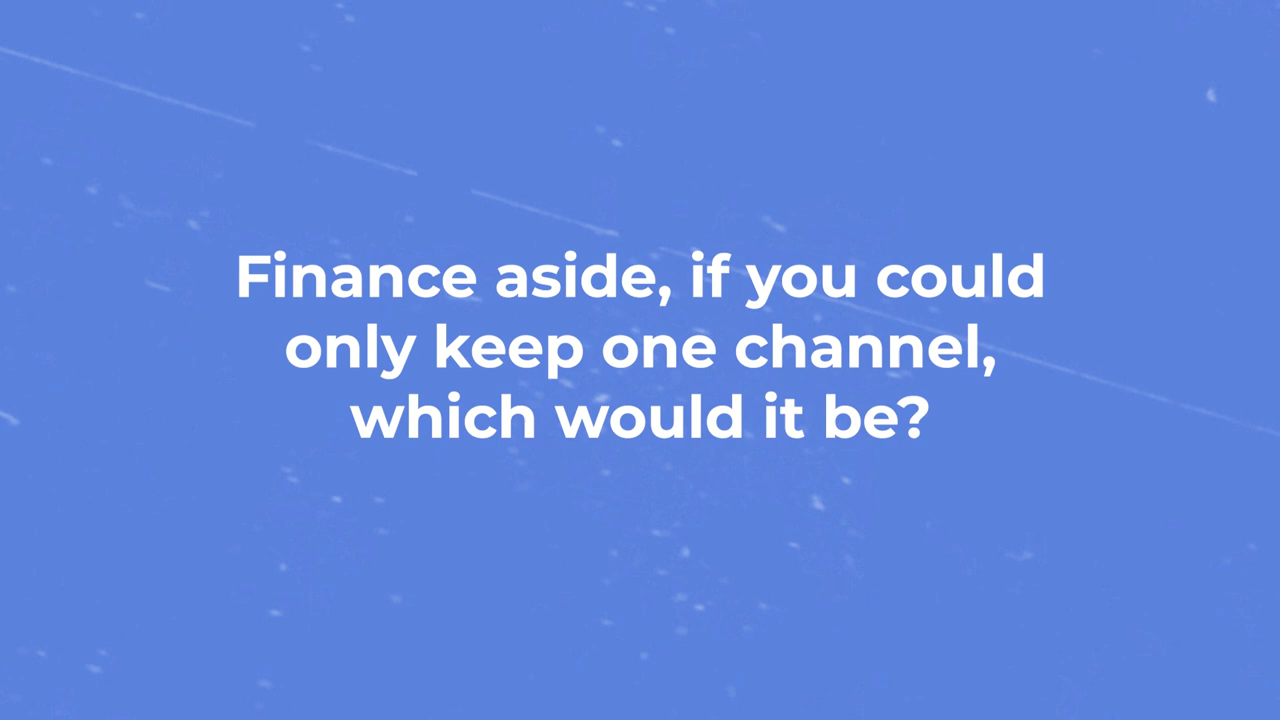 Finance aside, if you could
only keep one channel,
which would it be?